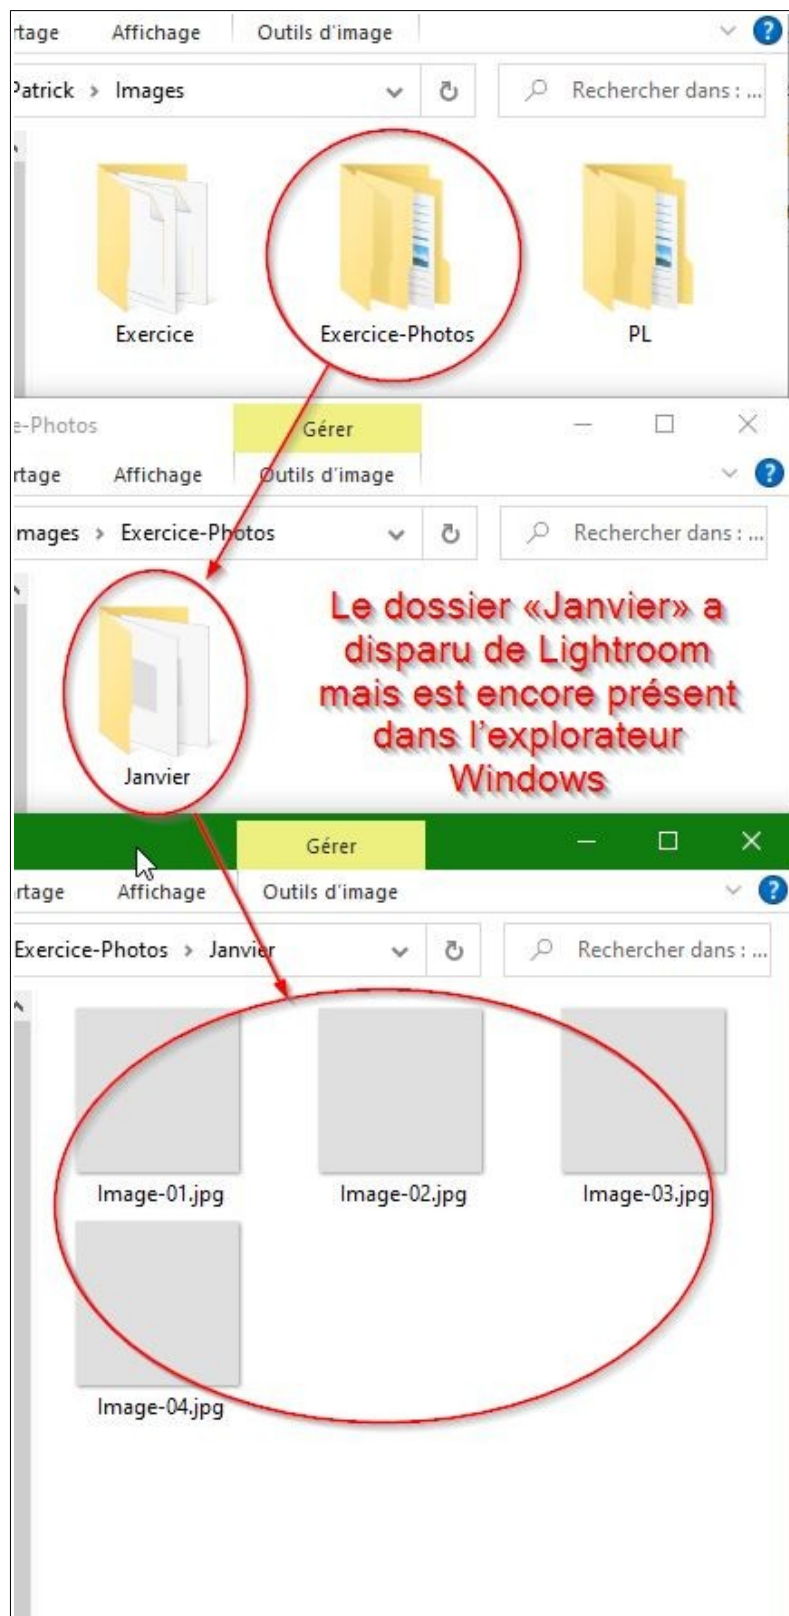 rtage Affichage Outils d'image ?
Patrick > Images Rechercher dans : ...
Exercice Exercice-Photos PL
e-Photos Gérer
rtage Affichage Outils d'image ?
mages > Exercice-Photos Rechercher dans : ...
Le dossier «Janvier» a
disparu de Lightroom
mais est encore présent
dans l'explorateur
Windows
Janvier
Gérer
rtage Affichage Outils d'image ?
Exercice-Photos > Janvier Rechercher dans : ...
Image-01.jpg Image-02.jpg Image-03.jpg
Image-04.jpg